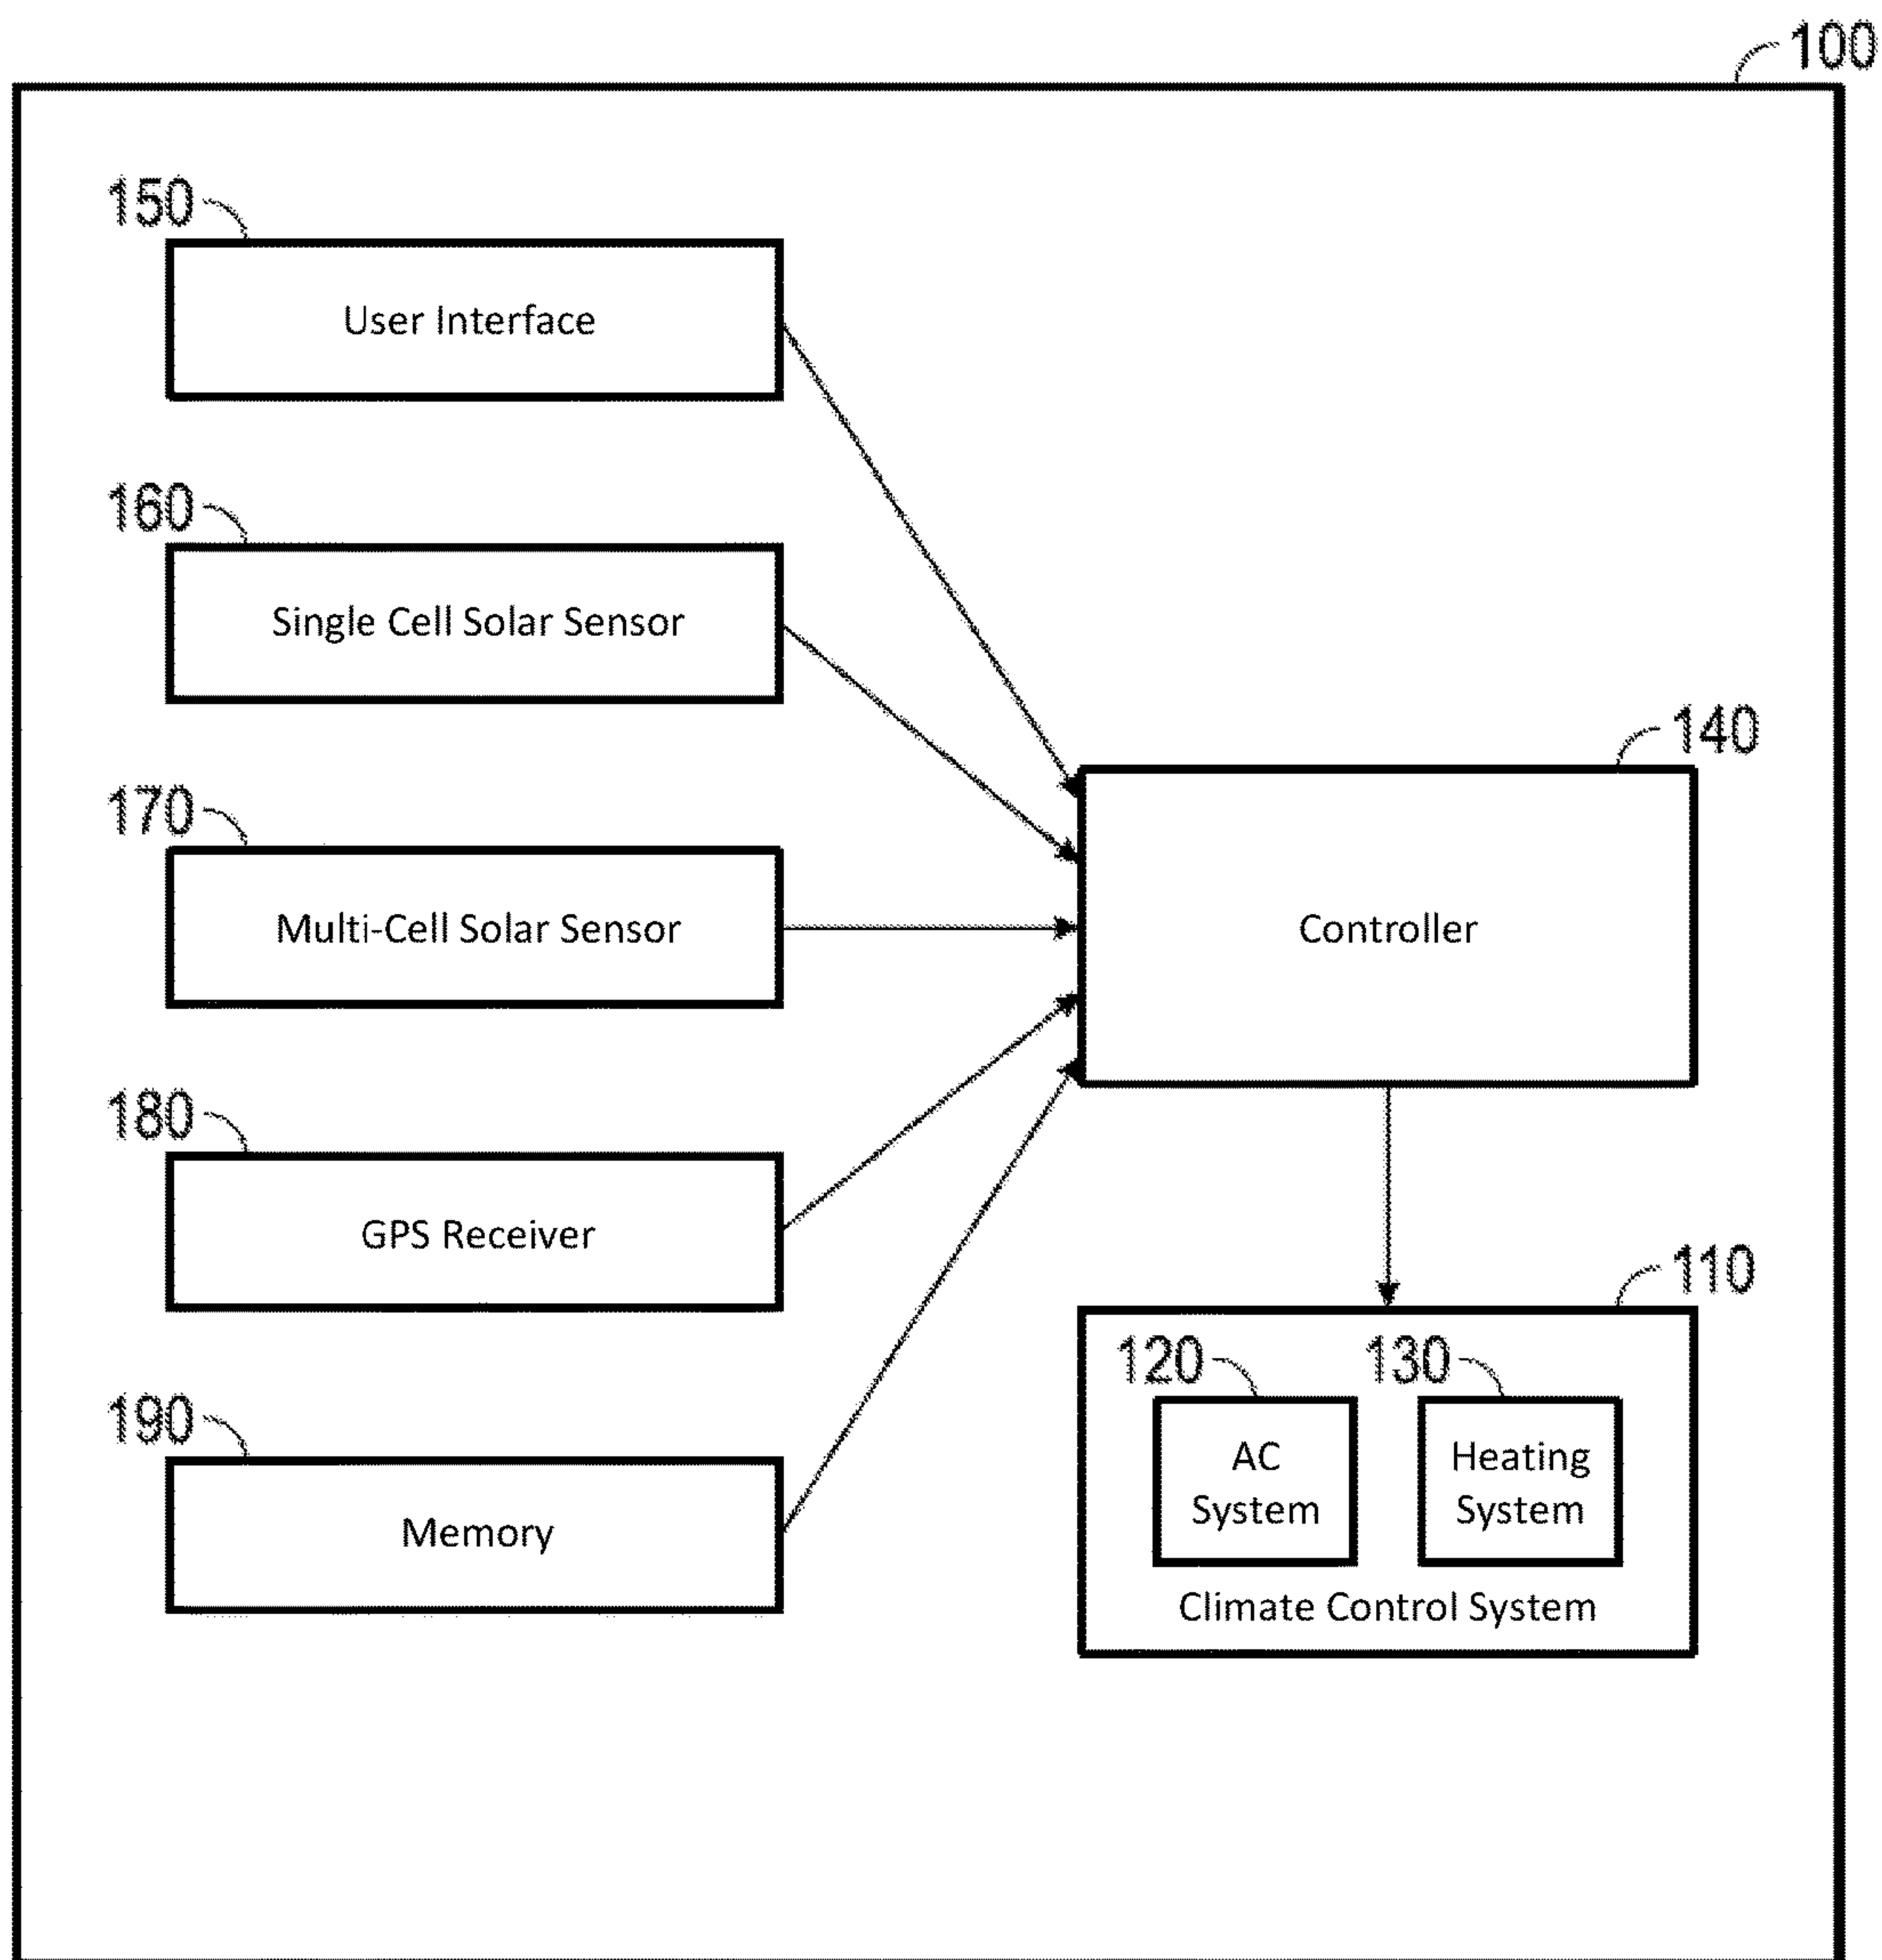 100
150
User Interface
160
Single Cell Solar Sensor
140
170
Multi-Cell Solar Sensor
Controller
180
GPS Receiver
110
120
130
190
AC
System
Heating
System
Memory
Climate Control System